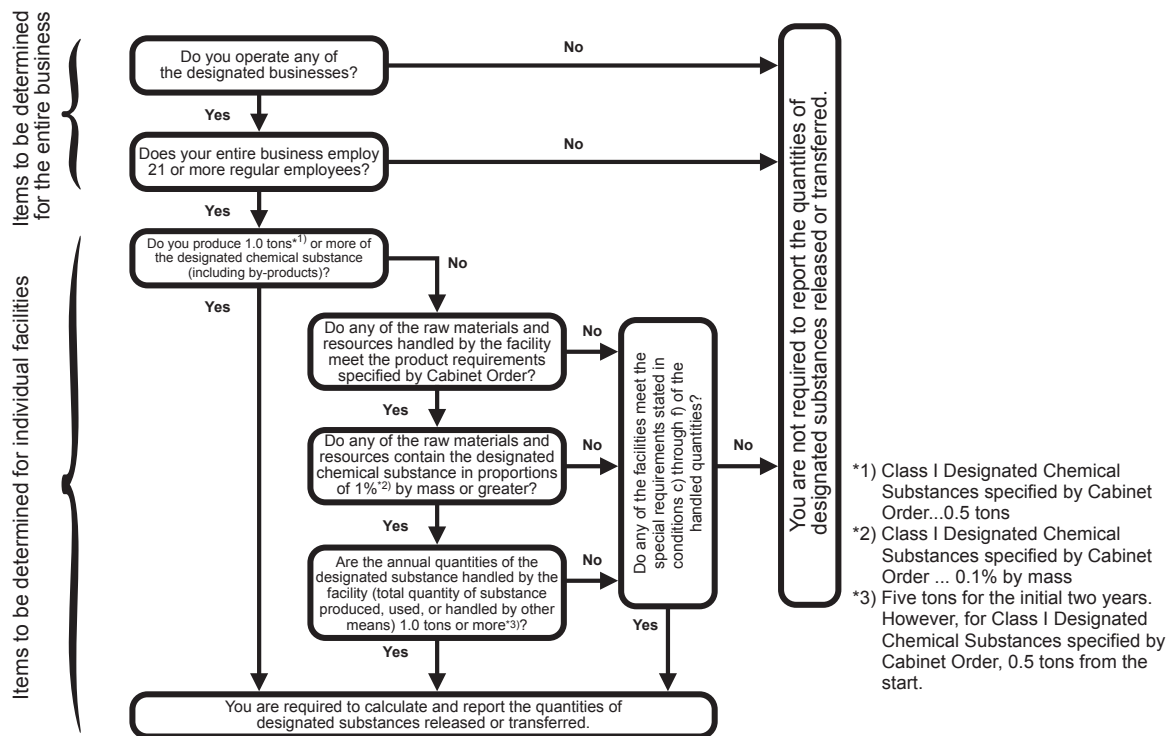 Items to be determined
for the entire business
Do you operate any of
the designated businesses?
No
Yes
Does your entire business employ
21 or more regular employees?
No
Yes
Items to be determined for individual facilities
Do you produce 1.0 tons*1) or more of
the designated chemical substance
(including by-products)?
No
Yes
Do any of the raw materials and
resources handled by the facility
meet the product requirements
specified by Cabinet Order?
No
Yes
Do any of the raw materials and
resources contain the designated
chemical substance in proportions
of 1%*2) by mass or greater?
No
Yes
Are the annual quantities of the
designated substance handled by the
facility (total quantity of substance
produced, used, or handled by other
means) 1.0 tons or more*3)?
No
Yes
Do any of the facilities meet the
special requirements stated in
conditions c) through f) of the
handled quantities?
No
Yes
You are not required to report the quantities of
designated substances released or transferred.
You are required to calculate and report the quantities of
designated substances released or transferred.
*1) Class I Designated Chemical
Substances specified by Cabinet
Order...0.5 tons
*2) Class I Designated Chemical
Substances specified by Cabinet
Order ... 0.1% by mass
*3) Five tons for the initial two years.
However, for Class I Designated
Chemical Substances specified by
Cabinet Order, 0.5 tons from the
start.